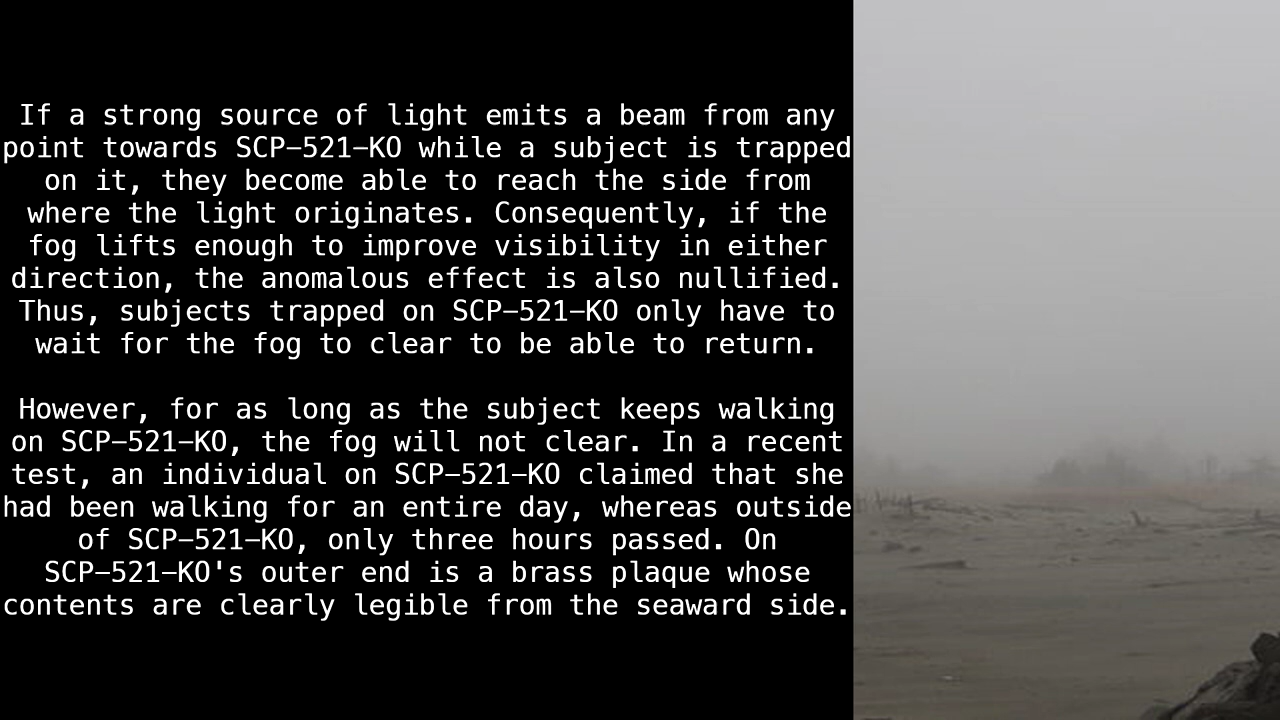 If a strong source of light emits a beam from any
point towards SCP−521−KO while a subject is trapped
on it, they become able to reach the side from
where the light originates. Consequently, if the
fog lifts enough to improve visibility in either
direction, the anomalous effect is also nullified.
Thus, subjects trapped on SCP−521−KO only have to
wait for the fog to clear to be able to return.
However, for as long as the subject keeps walking
on SCP−521−KO, the fog will not clear. In a recent
test, an individual on SCP−521−KO claimed that she
had been walking for an entire day, whereas outside
of SCP−521−KO, only three hours passed. On
SCP−521−KO's outer end is a brass plaque whose
contents are clearly legible from the seaward side.